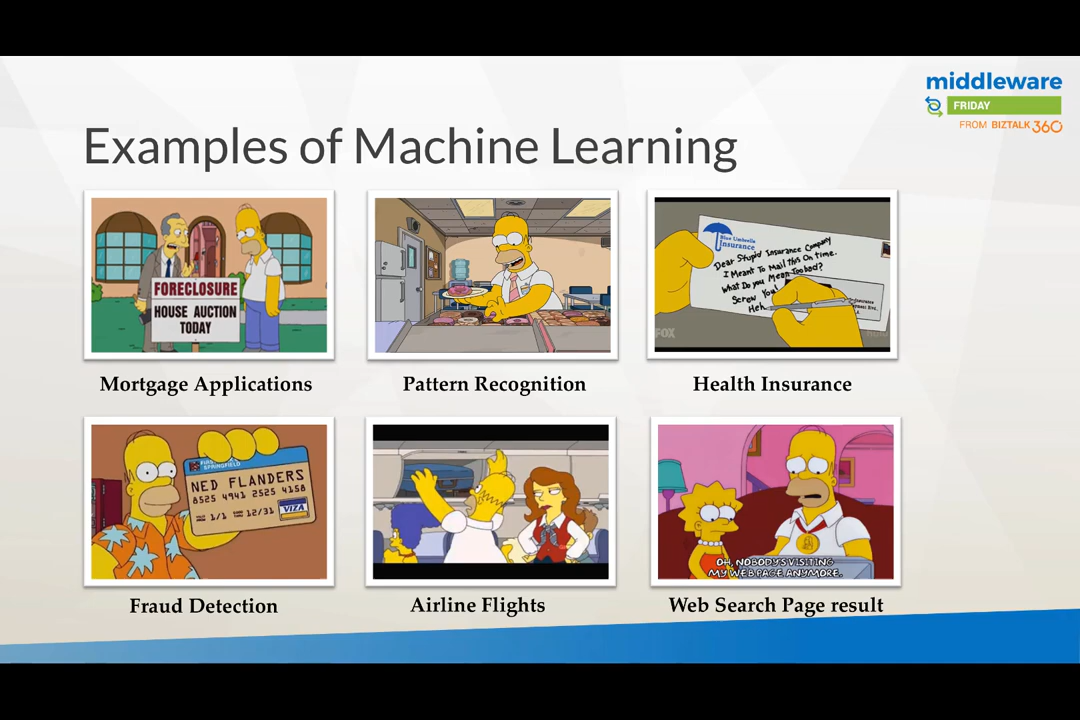 middleware
FRIDAY
FROM BIZTALK360
Examples of Machine Learning
FORECLOSURE
HOUSE AUCTION
TODAY
Blue Umbrella
Insurance
Dear Stupid Insurance Company
I Meant To Mail This On time.
What Do you Mean Too bad?
Screw You!
Heh
FOX
Mortgage Applications
Pattern Recognition
Health Insurance
SPRINGFIELD
NED FLANDERS
8525 4941 2525 4158
1/1
12/31
VIZA
OH, NOBODY'S VISITING
MY WEB PAGE ANYMORE.
Fraud Detection
Airline Flights
Web Search Page result